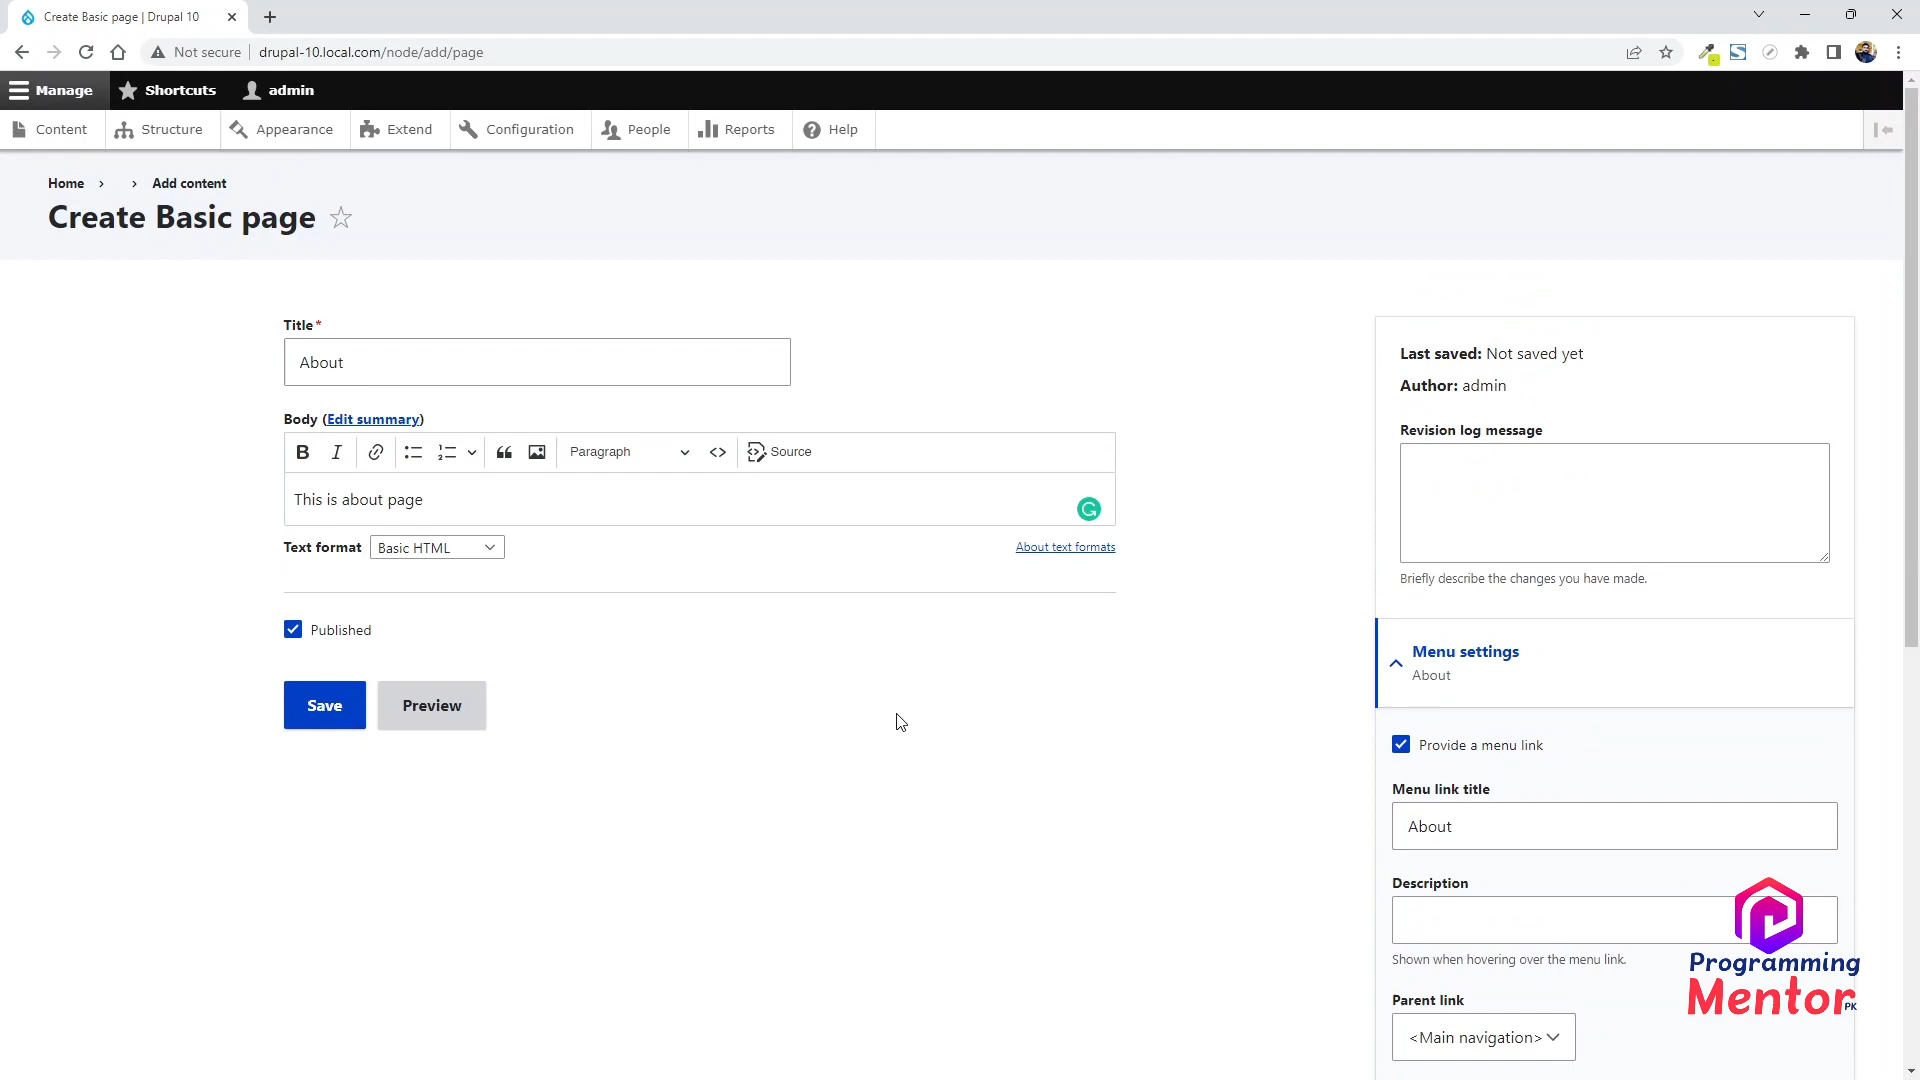 Create Basic page | Drupal 10
Not secure
drupal-10.local.com/node/add/page
Manage
Shortcuts
admin
Content
Structure
Appearance
Extend
Configuration
People
Reports
Help
Home › › Add content
Create Basic page
Title*
About
Body (Edit summary)
Paragraph
Source
This is about page
Text format
Basic HTML
About text formats
Published
Save
Preview
Last saved: Not saved yet
Author: admin
Revision log message
Briefly describe the changes you have made.
Menu settings
About
Provide a menu link
Menu link title
About
Description
Shown when hovering over the menu link.
Parent link
<Main navigation>
Programming
Mentor PK